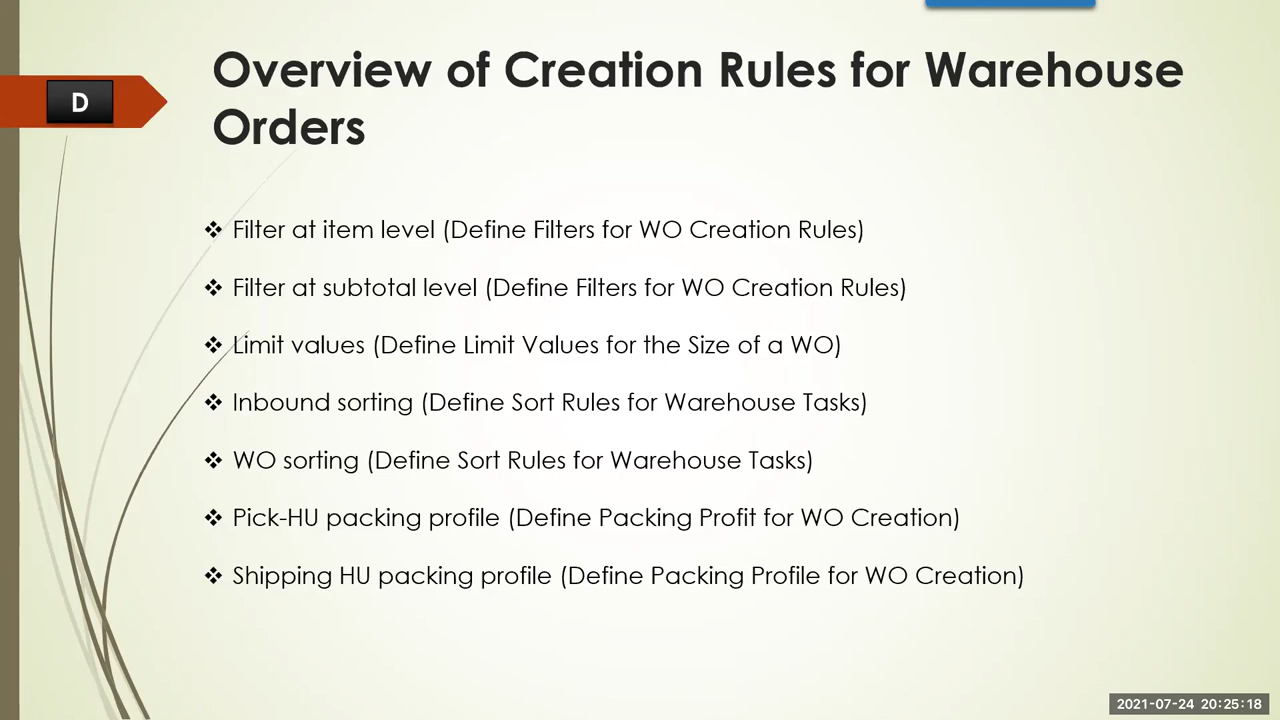 D
Overview of Creation Rules for Warehouse
Orders
❖ Filter at item level (Define Filters for WO Creation Rules)
❖ Filter at subtotal level (Define Filters for WO Creation Rules)
❖ Limit values (Define Limit Values for the Size of a WO)
❖ Inbound sorting (Define Sort Rules for Warehouse Tasks)
❖ WO sorting (Define Sort Rules for Warehouse Tasks)
❖ Pick-HU packing profile (Define Packing Profit for WO Creation)
❖ Shipping HU packing profile (Define Packing Profile for WO Creation)
2021-07-24 20:25:18